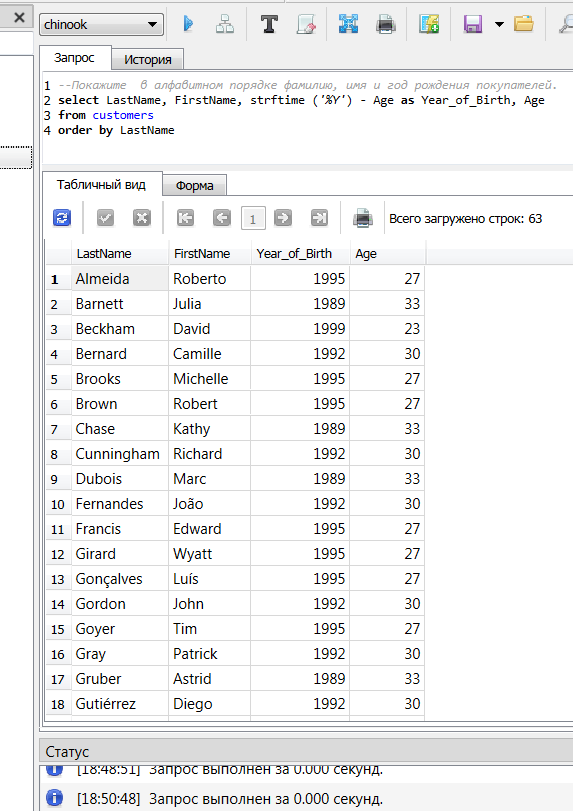 chinook
Запрос История
1 --Покажите в алфавитном порядке фамилию, имя и год рождения покупателей.
2 select LastName, FirstName, strftime ('%Y') - Age as Year_of_Birth, Age
3 from customers
4 order by LastName
Табличный вид Форма
1 Всего загружено строк: 63
LastName FirstName Year_of_Birth Age
1 Almeida Roberto 1995 27
2 Barnett Julia 1989 33
3 Beckham David 1999 23
4 Bernard Camille 1992 30
5 Brooks Michelle 1995 27
6 Brown Robert 1995 27
7 Chase Kathy 1989 33
8 Cunningham Richard 1992 30
9 Dubois Marc 1989 33
10 Fernandes João 1992 30
11 Francis Edward 1995 27
12 Girard Wyatt 1995 27
13 Gonçalves Luís 1995 27
14 Gordon John 1992 30
15 Goyer Tim 1995 27
16 Gray Patrick 1992 30
17 Gruber Astrid 1989 33
18 Gutiérrez Diego 1992 30
Статус
[18:48:51] Запрос выполнен за 0.000 секунд.
[18:50:48] Запрос выполнен за 0.000 секунд.